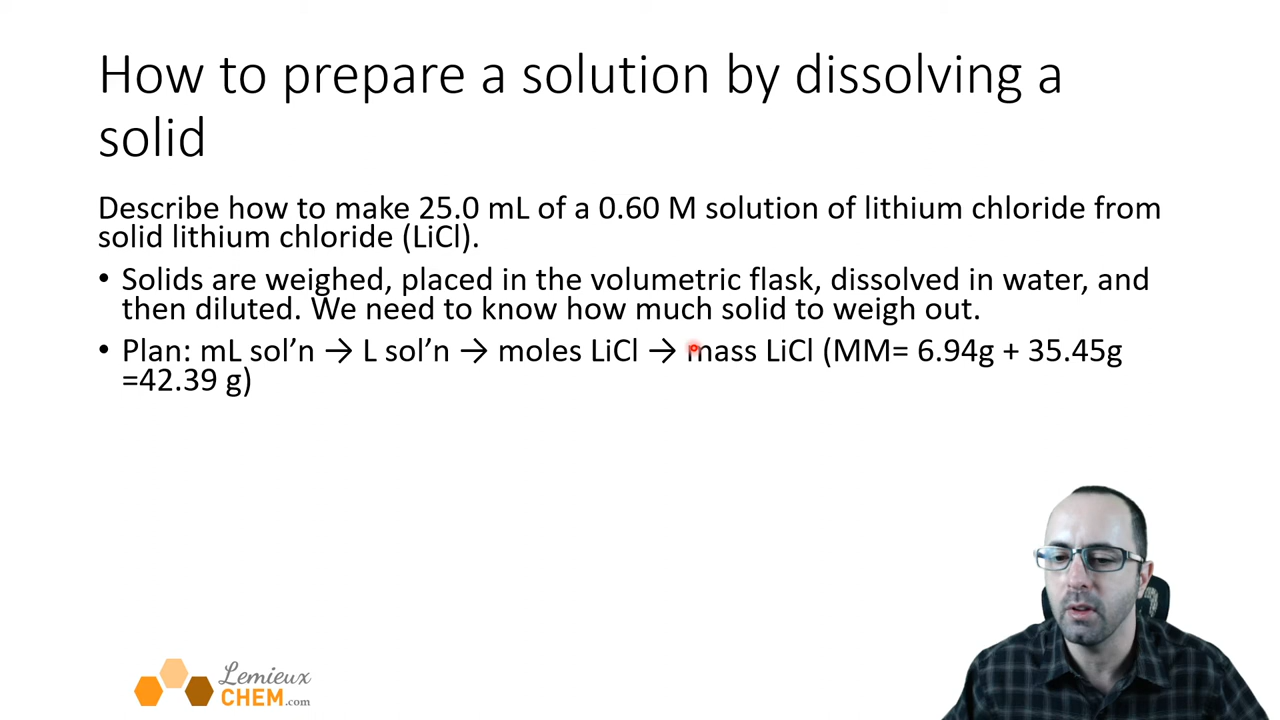 How to prepare a solution by dissolving a
solid
Describe how to make 25.0 mL of a 0.60 M solution of lithium chloride from
solid lithium chloride (LiCl).
• Solids are weighed, placed in the volumetric flask, dissolved in water, and
then diluted. We need to know how much solid to weigh out.
• Plan: mL sol’n → L sol’n → moles LiCl → mass LiCl (MM= 6.94g + 35.45g
=42.39 g)
Lemieux
CHEM.com